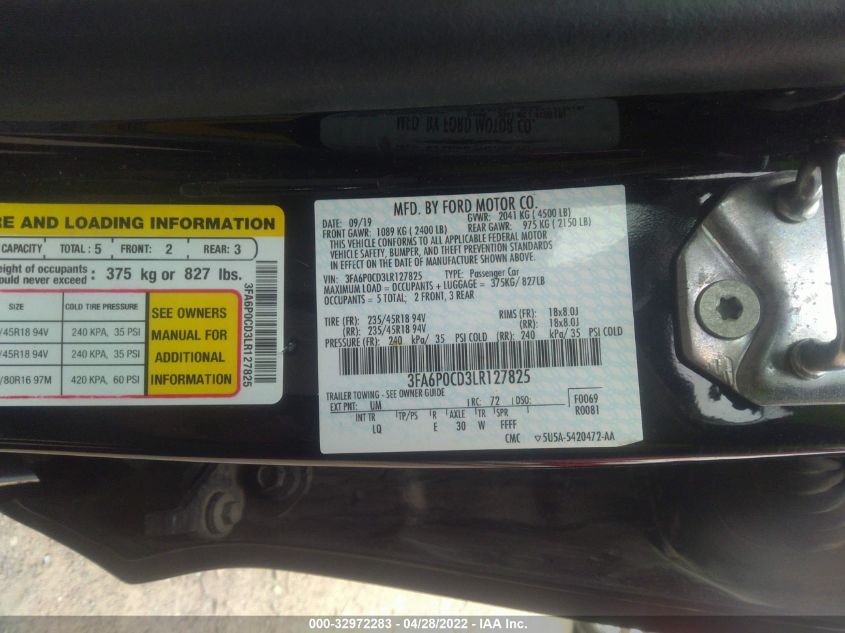 MFD. BY FORD MOTOR CO.
RE AND LOADING INFORMATION
CAPACITY TOTAL : 5 FRONT: 2 REAR: 3
eight of occupants
ould never exceed : 375 kg or 827 lbs.
SIZE COLD TIRE PRESSURE
/45R18 94V 240 KPA, 35 PSI
/45R18 94V 240 KPA, 35 PSI
/80R16 97M 420 KPA, 60 PSI
SEE OWNERS
MANUAL FOR
ADDITIONAL
INFORMATION
3FA6P0CD3LR127825
MFD. BY FORD MOTOR CO.
DATE: 09/19 GVWR: 2041 KG ( 4500 LB)
FRONT GAWR: 1089 KG ( 2400 LB) REAR GAWR: 975 KG ( 2150 LB)
THIS VEHICLE CONFORMS TO ALL APPLICABLE FEDERAL MOTOR
VEHICLE SAFETY, BUMPER, AND THEFT PREVENTION STANDARDS
IN EFFECT ON THE DATE OF MANUFACTURE SHOWN ABOVE.
VIN: 3FA6P0CD3LR127825 TYPE: Passenger Car
MAXIMUM LOAD = OCCUPANTS + LUGGAGE = 375KG/ 827LB
OCCUPANTS = 5 TOTAL: 2 FRONT, 3 REAR
TIRE (FR): 235/45R18 94V RIMS (FR): 18x8.0J
(RR): 235/45R18 94V (RR): 18x8.0J
PRESSURE (FR): 240 kPa/ 35 PSI COLD (RR): 240 kPa/ 35 PSI COLD
3FA6P0CD3LR127825
TRAILER TOWING - SEE OWNER GUIDE
EXT PNT: UM RC: 72 DSO: F0069
R0081
INT TR TP/PS R AXLE TR SPR
LQ E 30 W FFFF
CMC ▽5U5A-5420472-AA
000-32972283 - 04/28/2022 - IAA Inc.